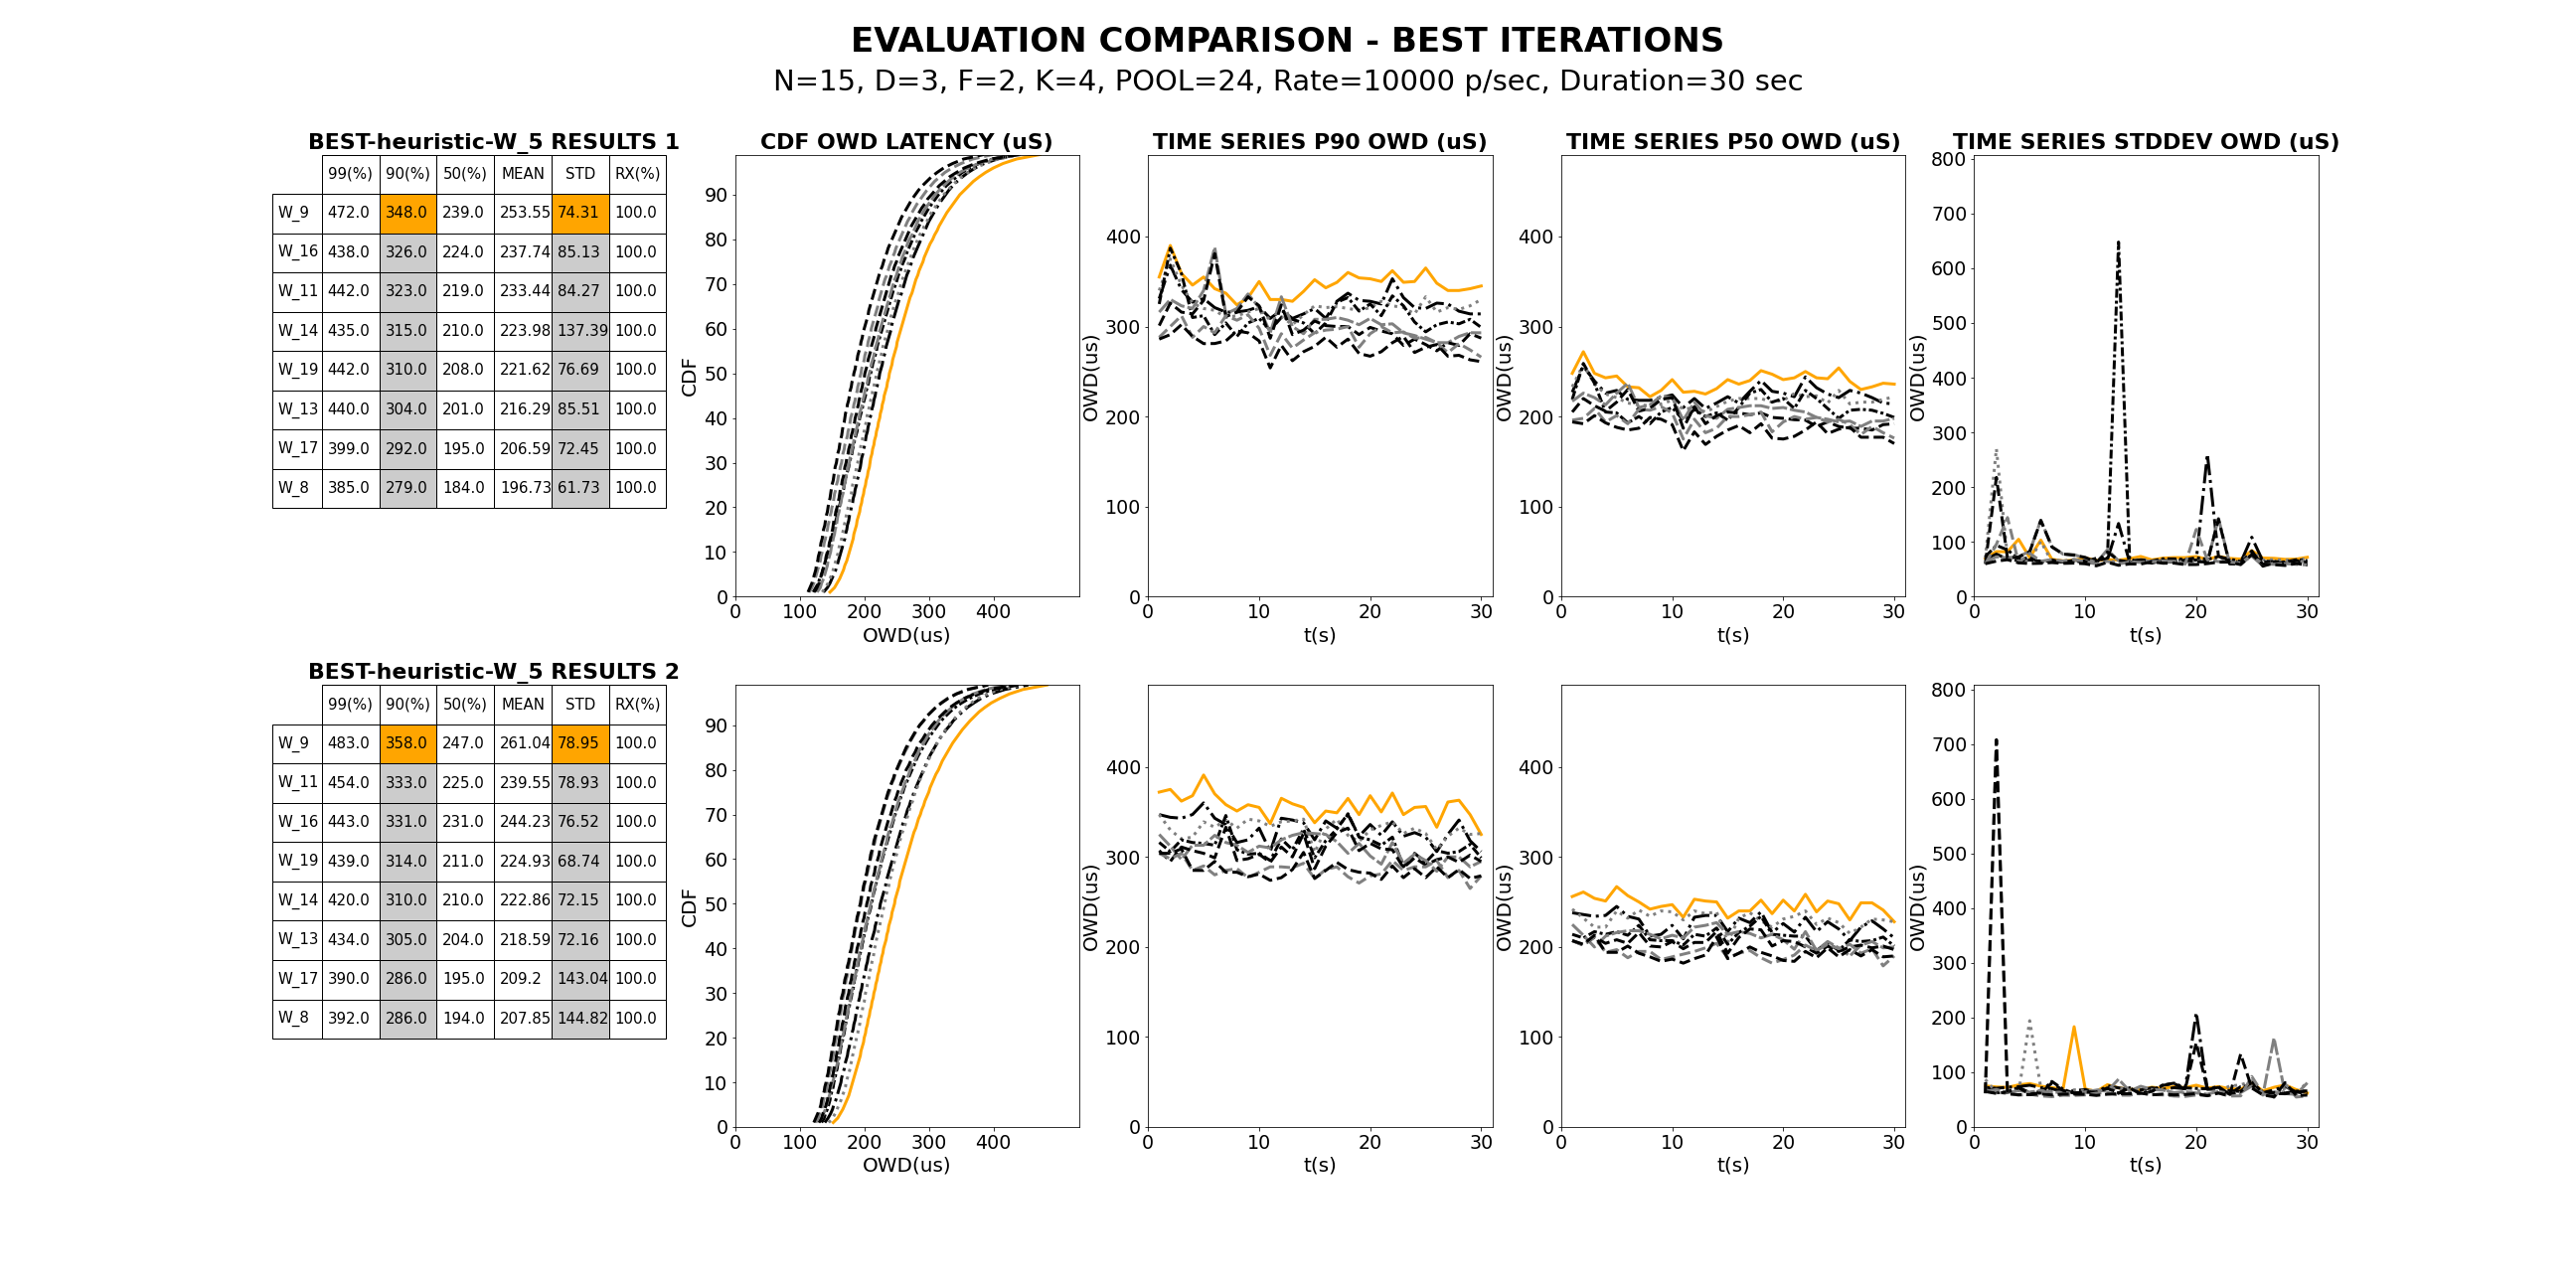 EVALUATION COMPARISON - BEST ITERATIONS
N=15, D=3, F=2, K=4, POOL=24, Rate=10000 p/sec, Duration=30 sec
BEST-heuristic-W_5 RESULTS 1
99(%) 90(%) 50(%) MEAN STD RX(%)
W_9 472.0 348.0 239.0 253.55 74.31 100.0
W_16 438.0 326.0 224.0 237.74 85.13 100.0
W_11 442.0 323.0 219.0 233.44 84.27 100.0
W_14 435.0 315.0 210.0 223.98 137.39 100.0
W_19 442.0 310.0 208.0 221.62 76.69 100.0
W_13 440.0 304.0 201.0 216.29 85.51 100.0
W_17 399.0 292.0 195.0 206.59 72.45 100.0
W_8 385.0 279.0 184.0 196.73 61.73 100.0
CDF OWD LATENCY (uS)
CDF
90
80
70
60
50
40
30
20
10
0
0 100 200 300 400
OWD(us)
TIME SERIES P90 OWD (uS)
OWD(us)
400
300
200
100
0
0 10 20 30
t(s)
TIME SERIES P50 OWD (uS)
OWD(us)
400
300
200
100
0
0 10 20 30
t(s)
TIME SERIES STDDEV OWD (uS)
OWD(us)
800
700
600
500
400
300
200
100
0
0 10 20 30
t(s)
BEST-heuristic-W_5 RESULTS 2
99(%) 90(%) 50(%) MEAN STD RX(%)
W_9 483.0 358.0 247.0 261.04 78.95 100.0
W_11 454.0 333.0 225.0 239.55 78.93 100.0
W_16 443.0 331.0 231.0 244.23 76.52 100.0
W_19 439.0 314.0 211.0 224.93 68.74 100.0
W_14 420.0 310.0 210.0 222.86 72.15 100.0
W_13 434.0 305.0 204.0 218.59 72.16 100.0
W_17 390.0 286.0 195.0 209.2 143.04 100.0
W_8 392.0 286.0 194.0 207.85 144.82 100.0
CDF
90
80
70
60
50
40
30
20
10
0
0 100 200 300 400
OWD(us)
OWD(us)
400
300
200
100
0
0 10 20 30
t(s)
OWD(us)
400
300
200
100
0
0 10 20 30
t(s)
OWD(us)
800
700
600
500
400
300
200
100
0
0 10 20 30
t(s)